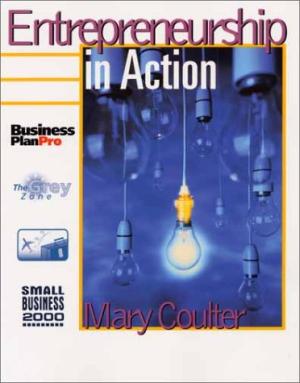 Entrepreneurship
in Action
Business
PlanPro
The Grey
Zone
SMALL
BUSINESS
2000
Mary Coulter